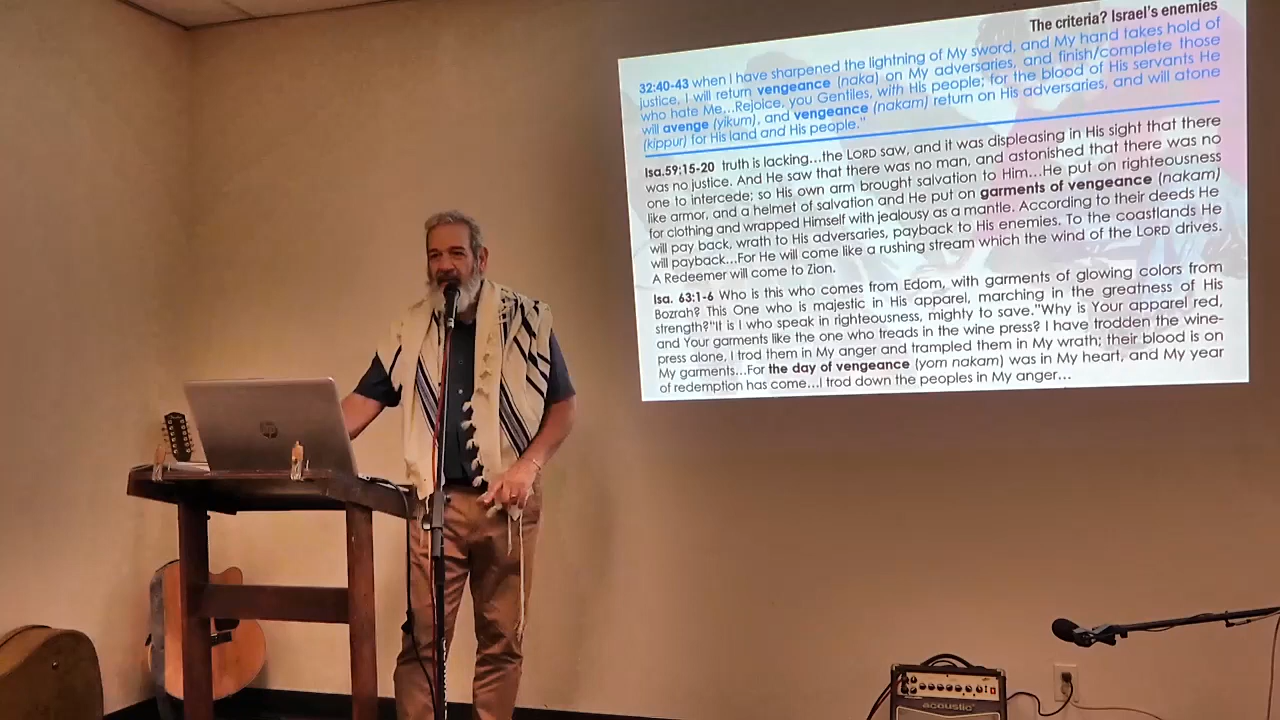 The criteria? Israel's enemies
32:40-43 when I have sharpened the lightning of My sword, and My hand takes hold of
justice, I will return vengeance (naka) on My adversaries, and finish/complete those
who hate Me...Rejoice, you Gentiles, with His people; for the blood of His servants He
will avenge (yikum), and vengeance (nakam) return on His adversaries, and will atone
(kippur) for His land and His people."
Isa.59:15-20 truth is lacking...the LORD saw, and it was displeasing in His sight that there
was no justice. And He saw that there was no man, and astonished that there was no
one to intercede; so His own arm brought salvation to Him...He put on righteousness
like armor, and a helmet of salvation and He put on garments of vengeance (nakam)
for clothing and wrapped Himself with jealousy as a mantle. According to their deeds He
will pay back, wrath to His adversaries, payback to His enemies. To the coastlands He
will payback...For He will come like a rushing stream which the wind of the LORD drives.
A Redeemer will come to Zion.
Isa. 63:1-6 Who is this who comes from Edom, with garments of glowing colors from
Bozrah? This One who is majestic in His apparel, marching in the greatness of His
strength?"It is I who speak in righteousness, mighty to save."Why is Your apparel red,
and Your garments like the one who treads in the wine press? I have trodden the wine-
press alone, I trod them in My anger and trampled them in My wrath; their blood is on
My garments...For the day of vengeance (yom nakam) was in My heart, and My year
of redemption has come...I trod down the peoples in My anger...
hp
acoustic